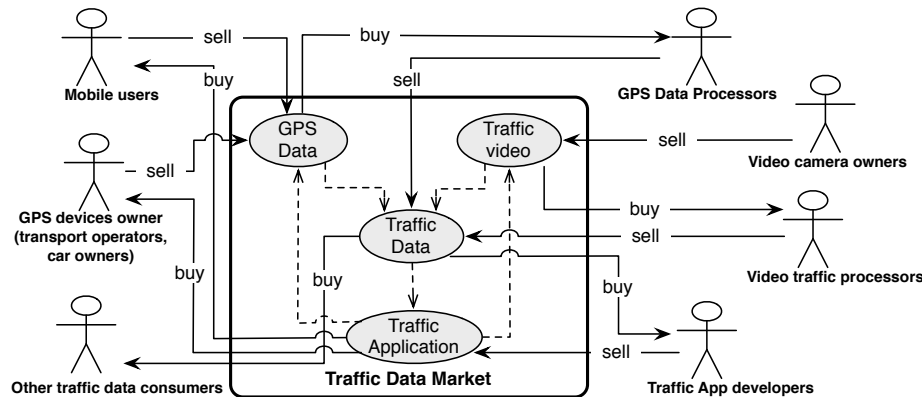 sell
buy
buy
sell
Mobile users
GPS Data Processors
GPS
Data
Traffic
video
sell
Video camera owners
sell
GPS devices owner
(transport operators,
car owners)
buy
sell
Traffic
Data
Video traffic processors
buy
buy
buy
Traffic
Application
sell
Other traffic data consumers
Traffic Data Market
Traffic App developers